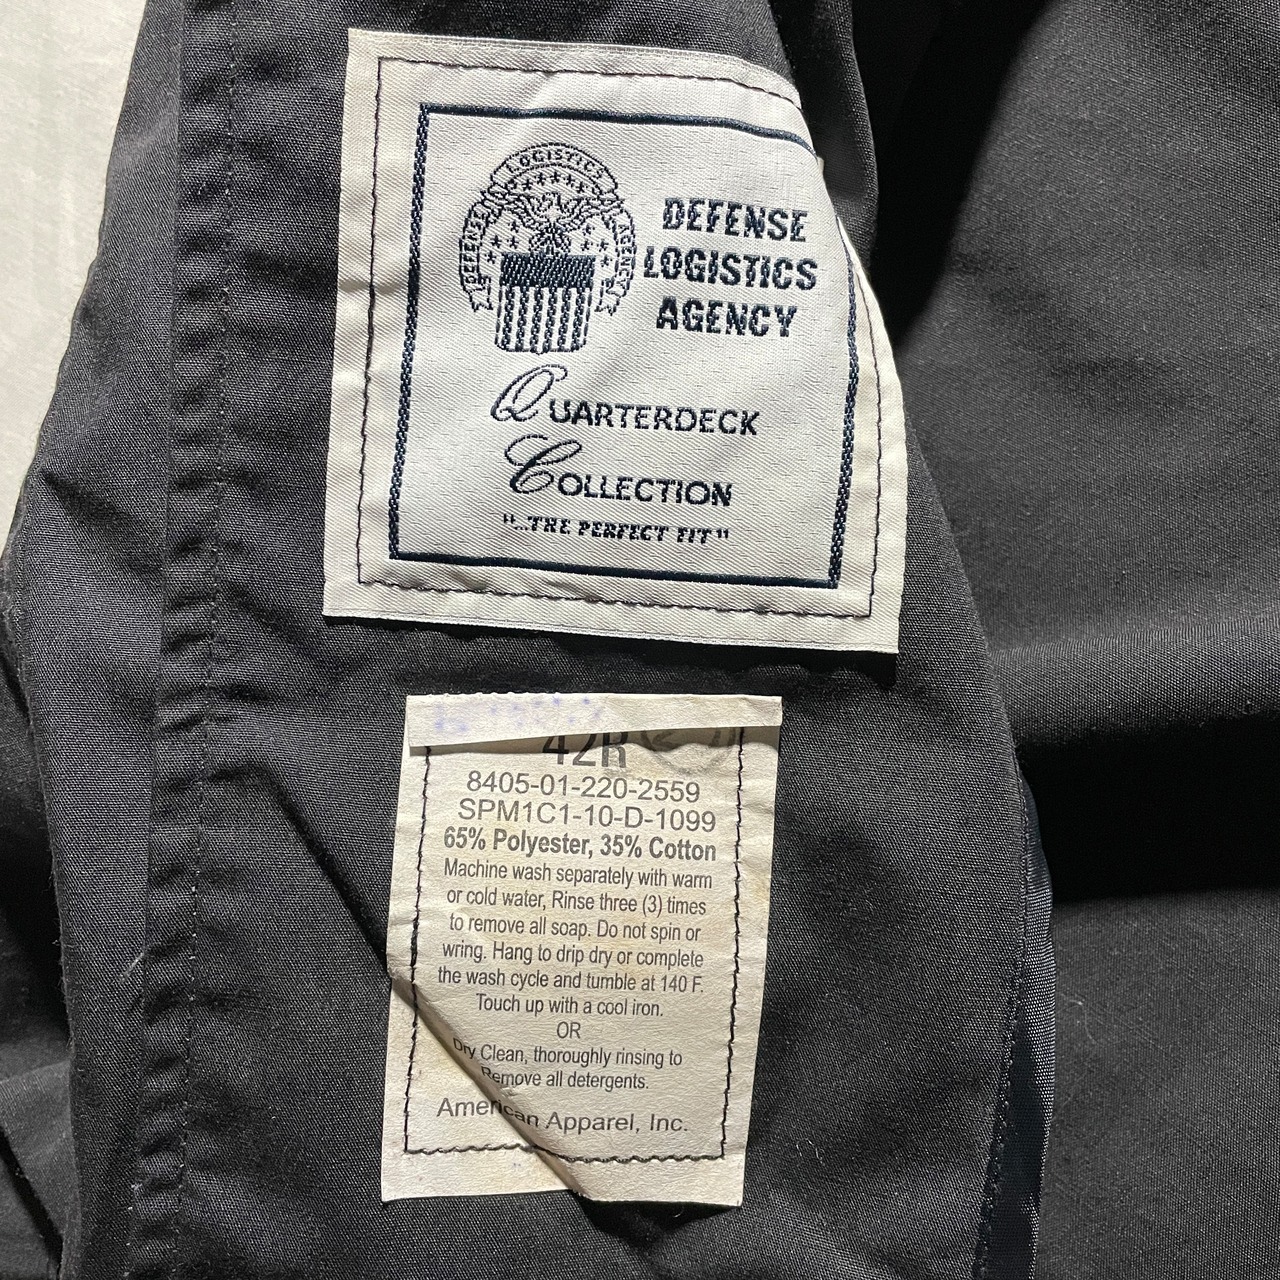 DEFENSE LOGISTICS AGENCY
DEFENSE
LOGISTICS
AGENCY
QUARTERDECK
COLLECTION
"...THE PERFECT FIT"
42R
8405-01-220-2559
SPM1C1-10-D-1099
65% Polyester, 35% Cotton
Machine wash separately with warm
or cold water, Rinse three (3) times
to remove all soap. Do not spin or
wring. Hang to drip dry or complete
the wash cycle and tumble at 140 F.
Touch up with a cool iron.
OR
Dry Clean, thoroughly rinsing to
Remove all detergents.
American Apparel, Inc.